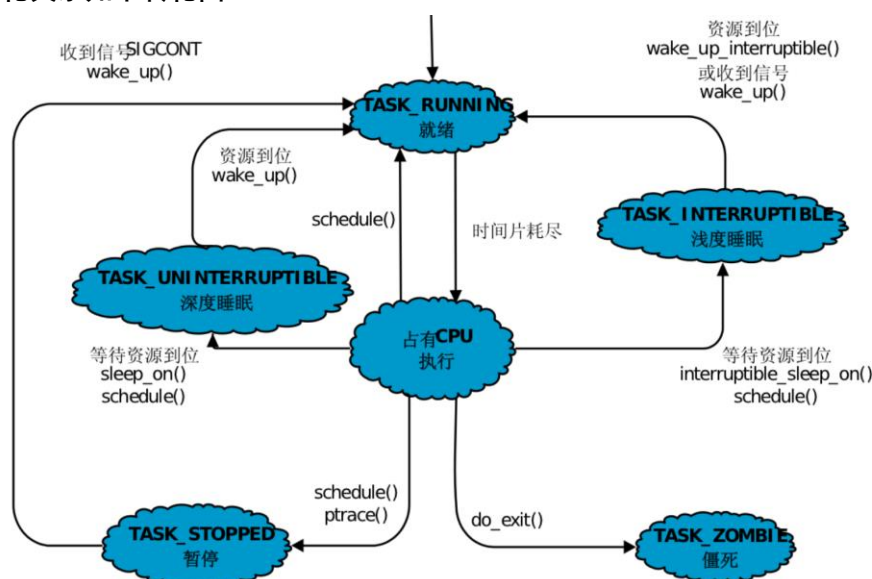 收到信号SIGCONT
wake_up()
资源到位
wake_up_interruptible()
或收到信号
wake_up()
TASK_RUNNING
就绪
资源到位
wake_up()
schedule()
时间片耗尽
TASK_INTERRUPTIBLE
浅度睡眠
TASK_UNINTERRUPTIBLE
深度睡眠
占有CPU
执行
等待资源到位
sleep_on()
schedule()
等待资源到位
interruptible_sleep_on()
schedule()
schedule()
ptrace()
do_exit()
TASK_STOPPED
暂停
TASK_ZOMBIE
僵死